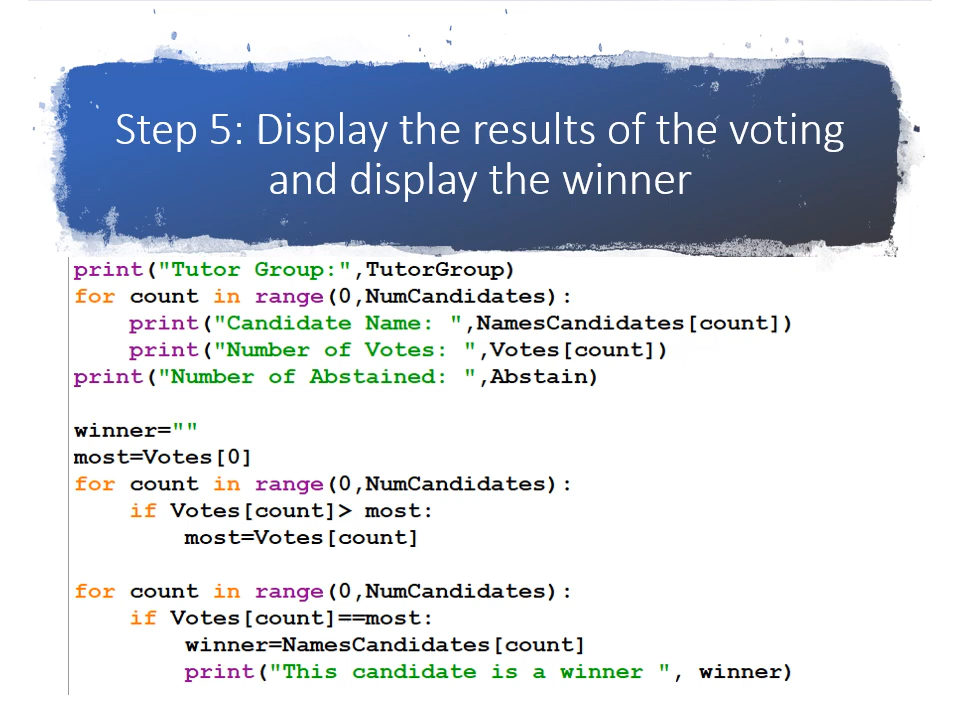 Step 5: Display the results of the voting
and display the winner
print("Tutor Group:",TutorGroup)
for count in range(0,NumCandidates):
    print("Candidate Name: ",NamesCandidates[count])
    print("Number of Votes: ",Votes[count])
print("Number of Abstained: ",Abstain)
winner=""
most=Votes[0]
for count in range(0,NumCandidates):
    if Votes[count]> most:
        most=Votes[count]
for count in range(0,NumCandidates):
    if Votes[count]==most:
        winner=NamesCandidates[count]
        print("This candidate is a winner ", winner)